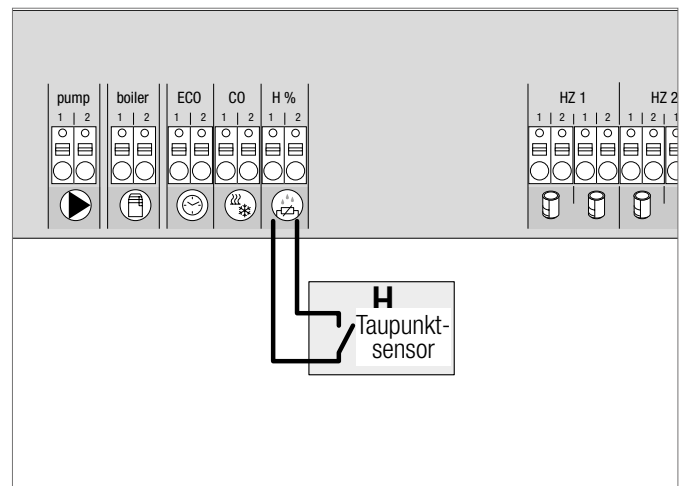 pump boiler ECO CO H % HZ 1 HZ 2
1 2 1 2 1 2 1 2 1 2 1 2 1 2 1 2 1
H
Taupunkt-
sensor